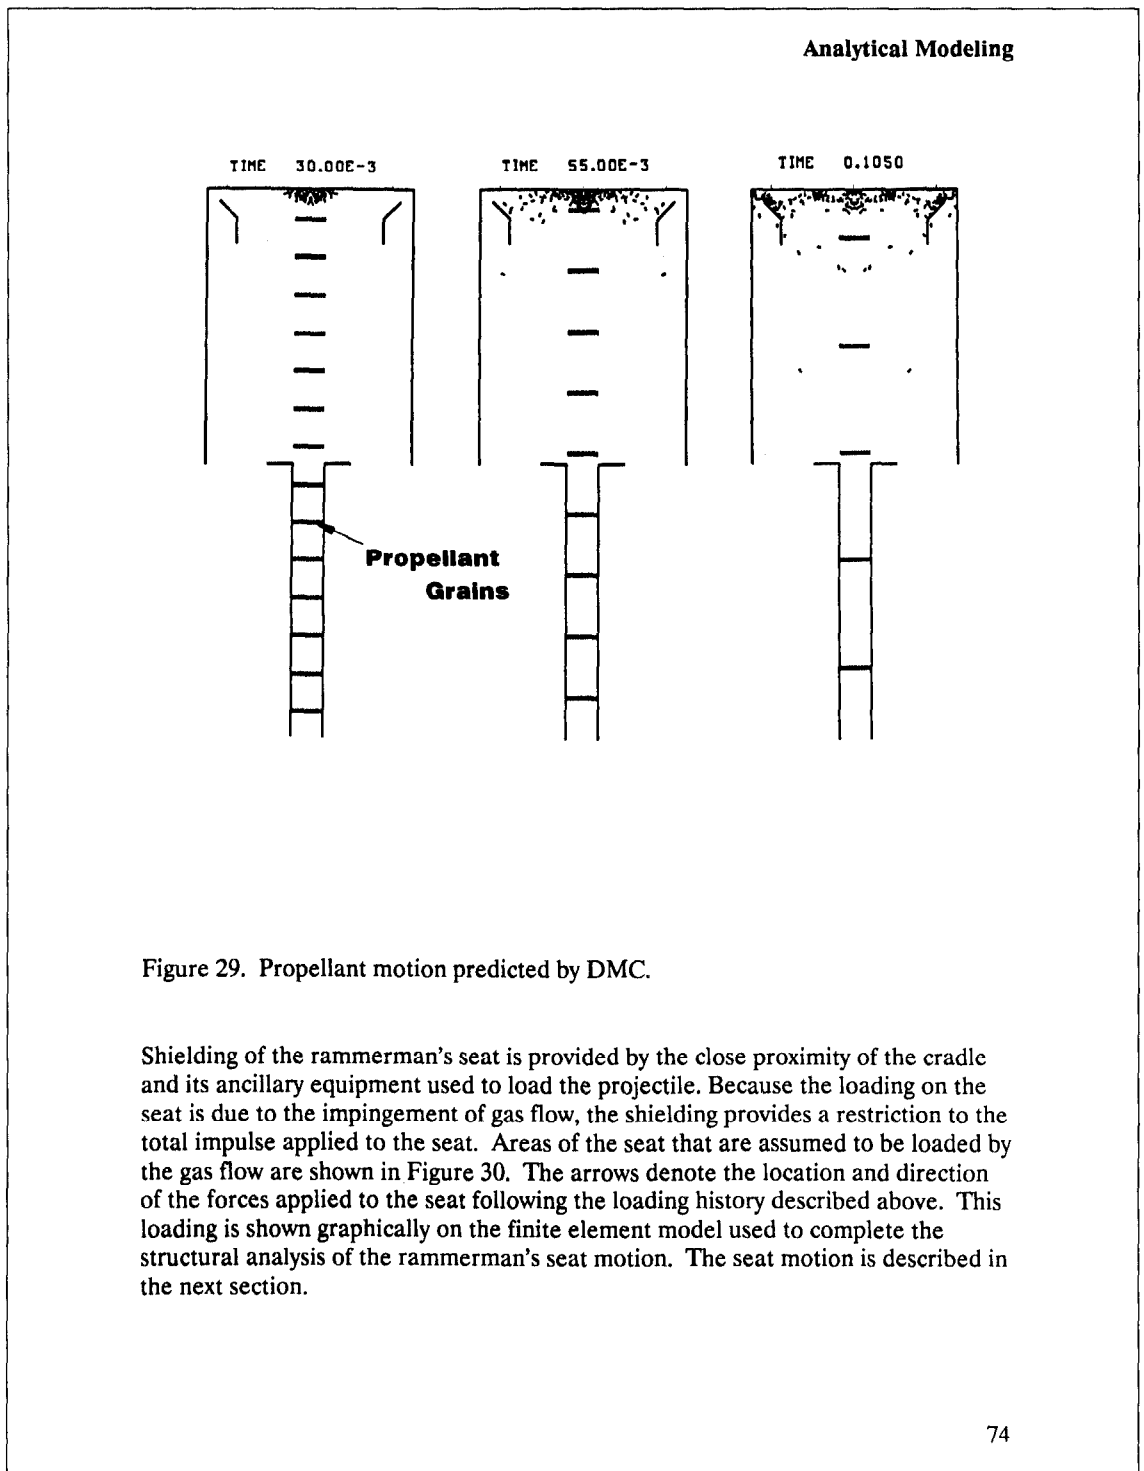 Analytical Modeling
TIME 30.00E-3
TIME 55.00E-3
TIME 0.1050
Propellant
Grains
Figure 29. Propellant motion predicted by DMC.
Shielding of the rammerman's seat is provided by the close proximity of the cradle
and its ancillary equipment used to load the projectile. Because the loading on the
seat is due to the impingement of gas flow, the shielding provides a restriction to the
total impulse applied to the seat. Areas of the seat that are assumed to be loaded by
the gas flow are shown in Figure 30. The arrows denote the location and direction
of the forces applied to the seat following the loading history described above. This
loading is shown graphically on the finite element model used to complete the
structural analysis of the rammerman's seat motion. The seat motion is described in
the next section.
74